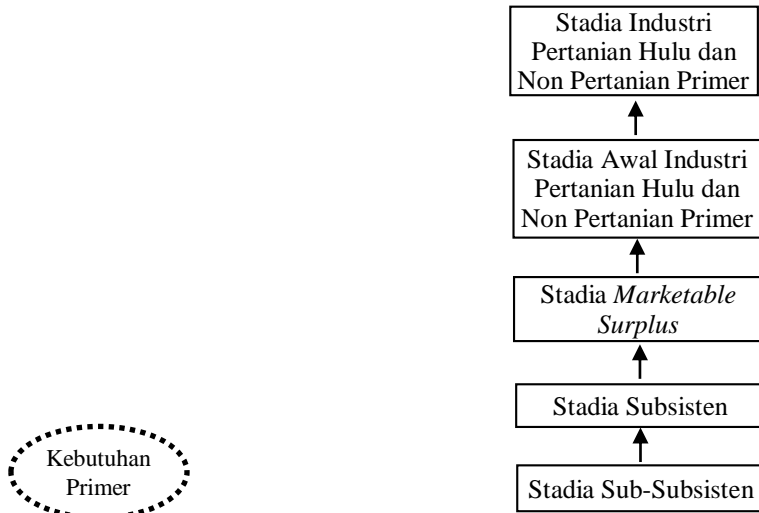 Stadia Industri
Pertanian Hulu dan
Non Pertanian Primer
Stadia Awal Industri
Pertanian Hulu dan
Non Pertanian Primer
Stadia Marketable
Surplus
Stadia Subsisten
Kebutuhan
Primer
Stadia Sub-Subsisten